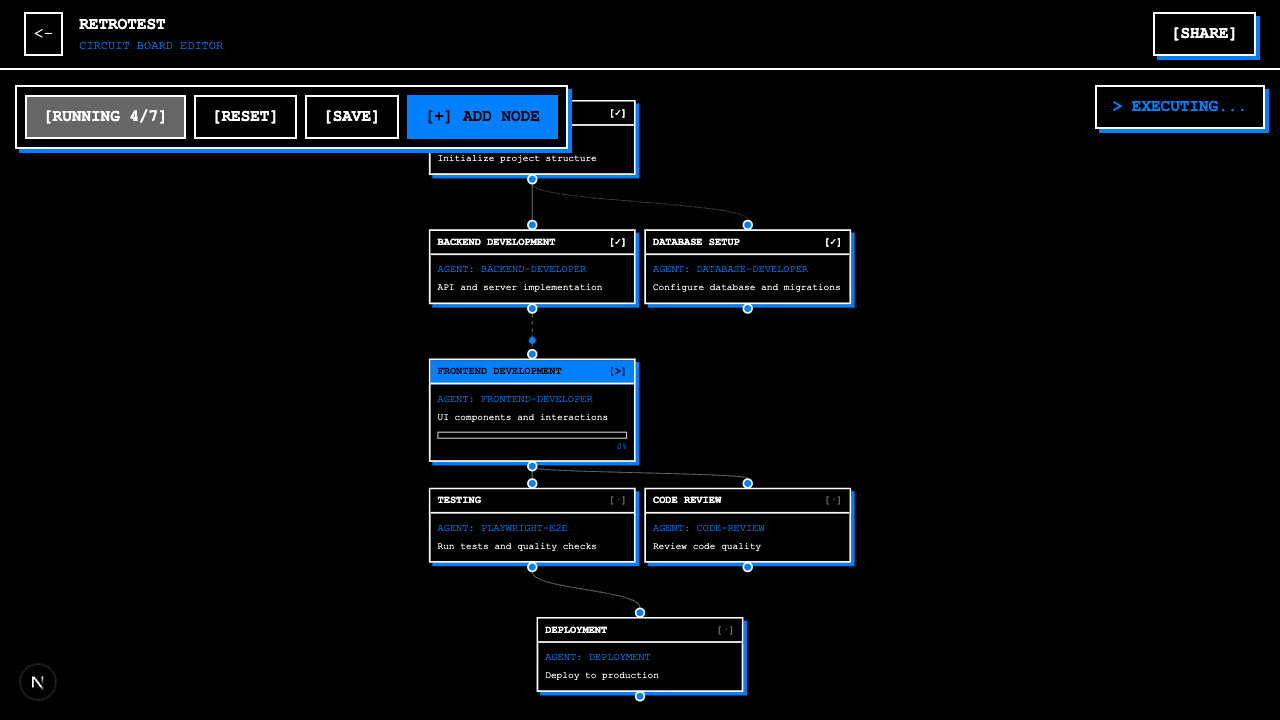 <-
RETROTEST
CIRCUIT BOARD EDITOR
[SHARE]
[RUNNING 4/7]
[RESET]
[SAVE]
[+] ADD NODE
> EXECUTING...
[✓]
Initialize project structure
BACKEND DEVELOPMENT [✓]
AGENT: BACKEND-DEVELOPER
API and server implementation
DATABASE SETUP [✓]
AGENT: DATABASE-DEVELOPER
Configure database and migrations
FRONTEND DEVELOPMENT [>]
AGENT: FRONTEND-DEVELOPER
UI components and interactions
0%
TESTING [·]
AGENT: PLAYWRIGHT-E2E
Run tests and quality checks
CODE REVIEW [·]
AGENT: CODE-REVIEW
Review code quality
DEPLOYMENT [·]
AGENT: DEPLOYMENT
Deploy to production
N